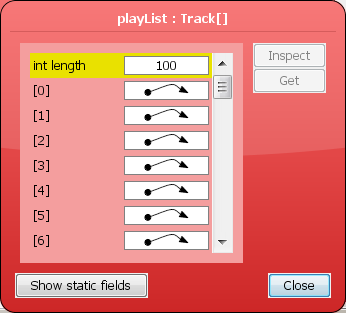 playList : Track[]
int length 100
Inspect
[0]
Get
[1]
[2]
[3]
[4]
[5]
[6]
Show static fields
Close